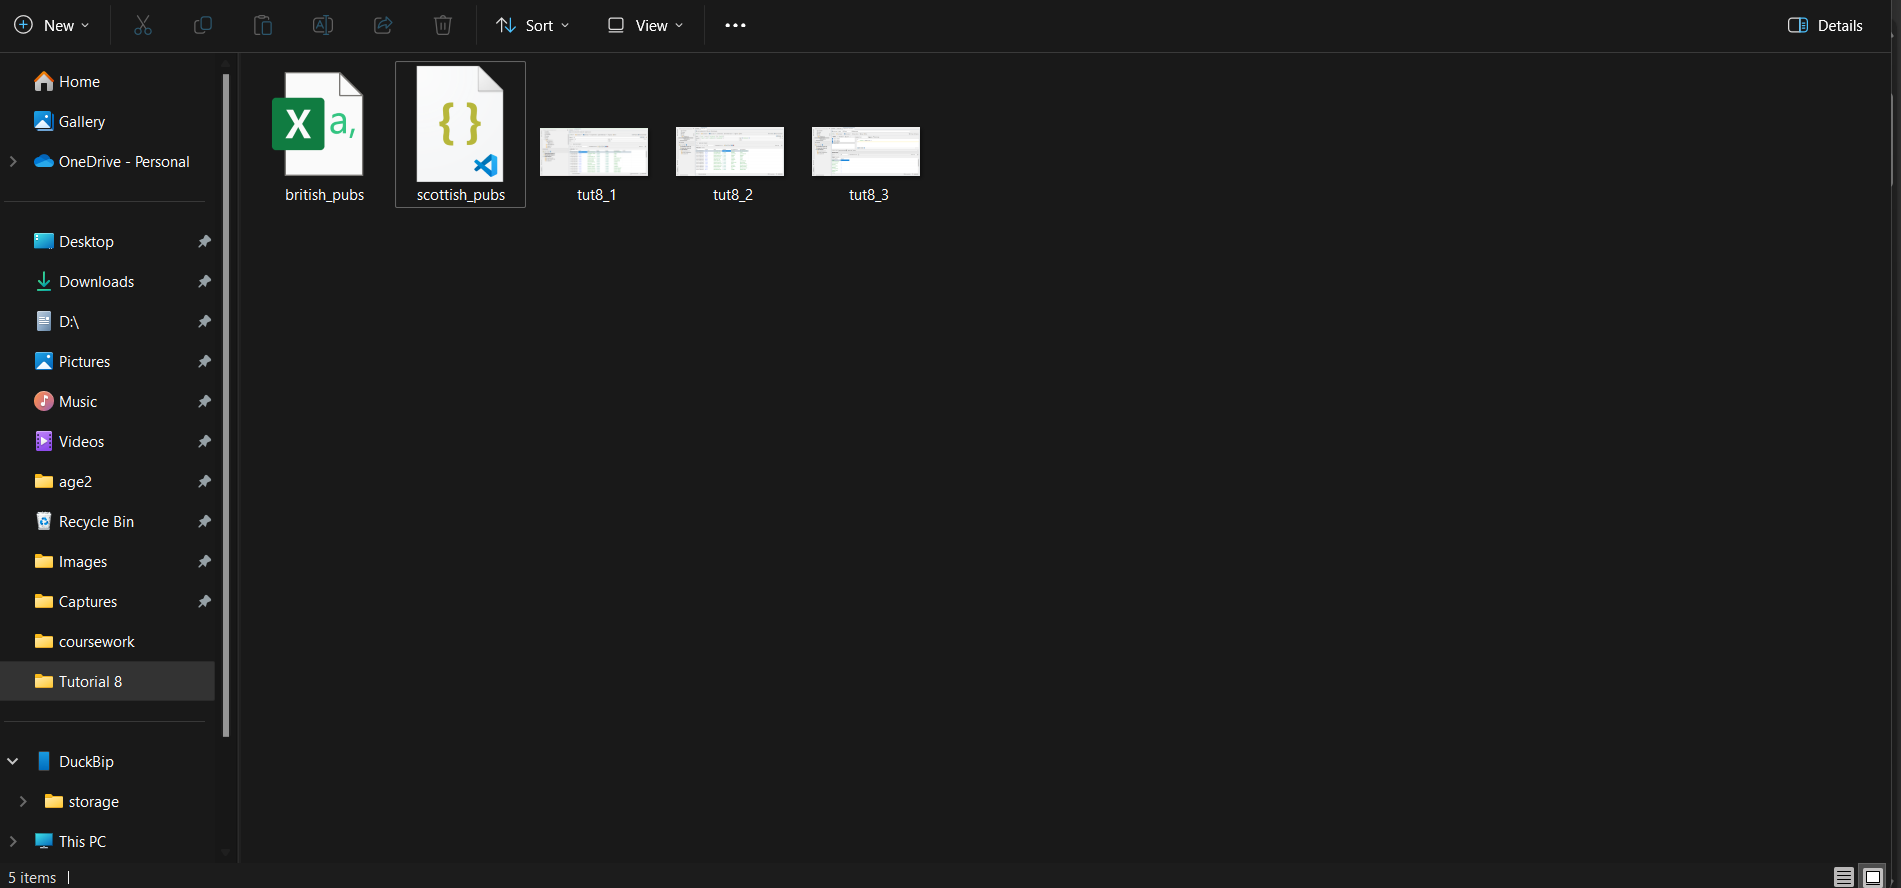 New
Sort
View
Details
Home
Gallery
OneDrive - Personal
Desktop
Downloads
D:\
Pictures
Music
Videos
age2
Recycle Bin
Images
Captures
coursework
Tutorial 8
DuckBip
storage
This PC
X a,
{ }
british_pubs
scottish_pubs
tut8_1
tut8_2
tut8_3
5 items